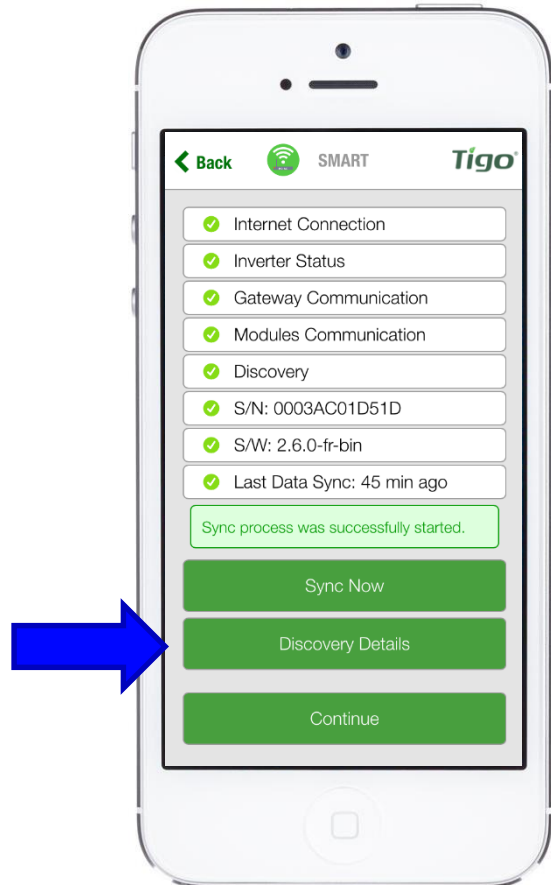 Back
SMART
Tigo
Internet Connection
Inverter Status
Gateway Communication
Modules Communication
Discovery
S/N: 0003AC01D51D
S/W: 2.6.0-fr-bin
Last Data Sync: 45 min ago
Sync process was successfully started.
Sync Now
Discovery Details
Continue